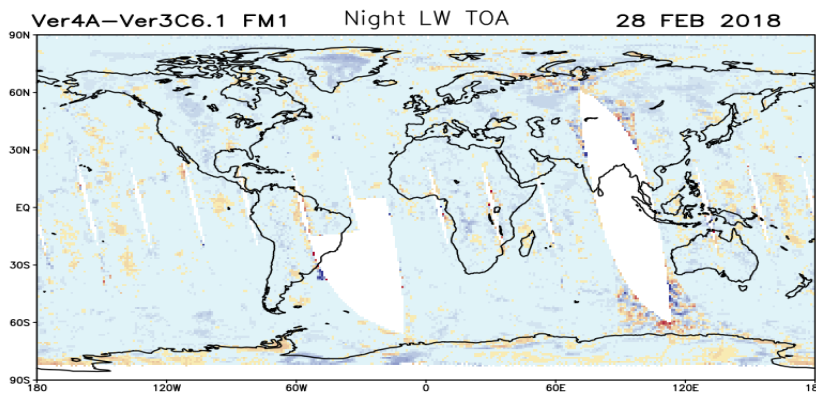 Ver4A-Ver3C6.1 FM1 Night LW TOA 28 FEB 2018
90N
60N
30N
EQ
30S
60S
90S
180 120W 60W 0 60E 120E 18